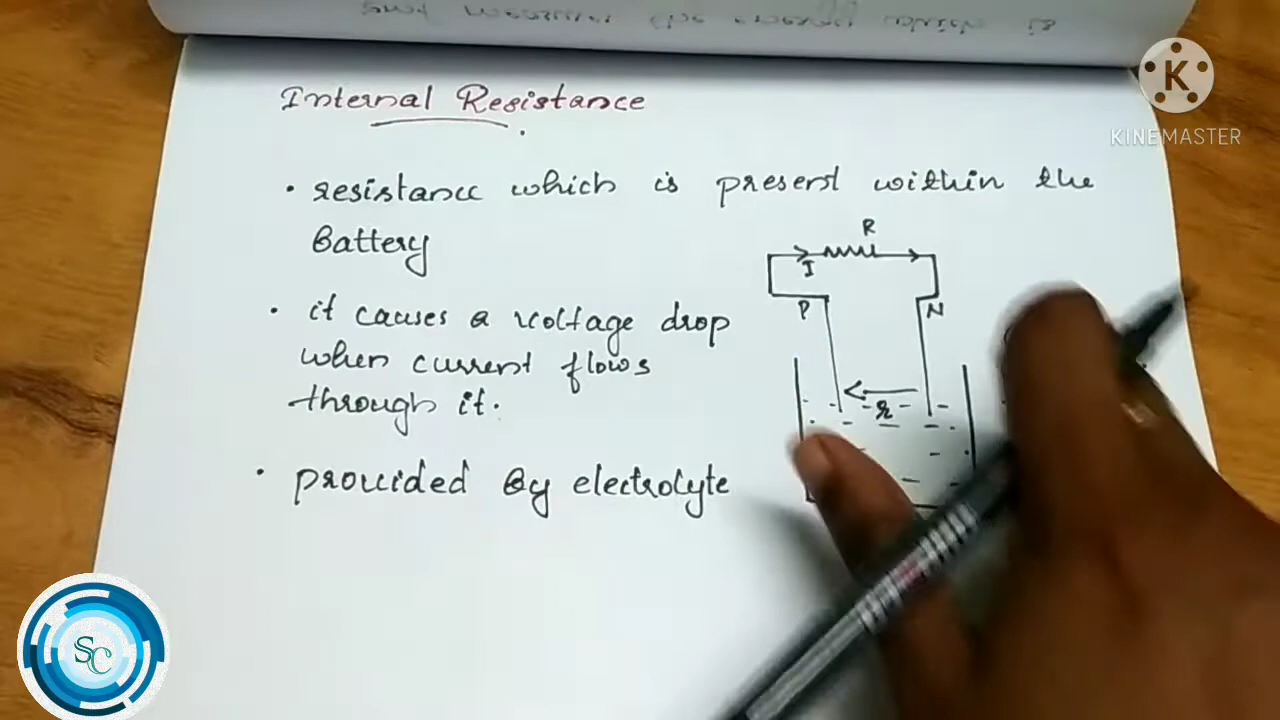 Internal Resistance
• resistance which is present within the
Battery
• it causes a voltage drop
when current flows
through it.
• provided by electrolyte
R
I
P
N
r
K
KINEMASTER
SC